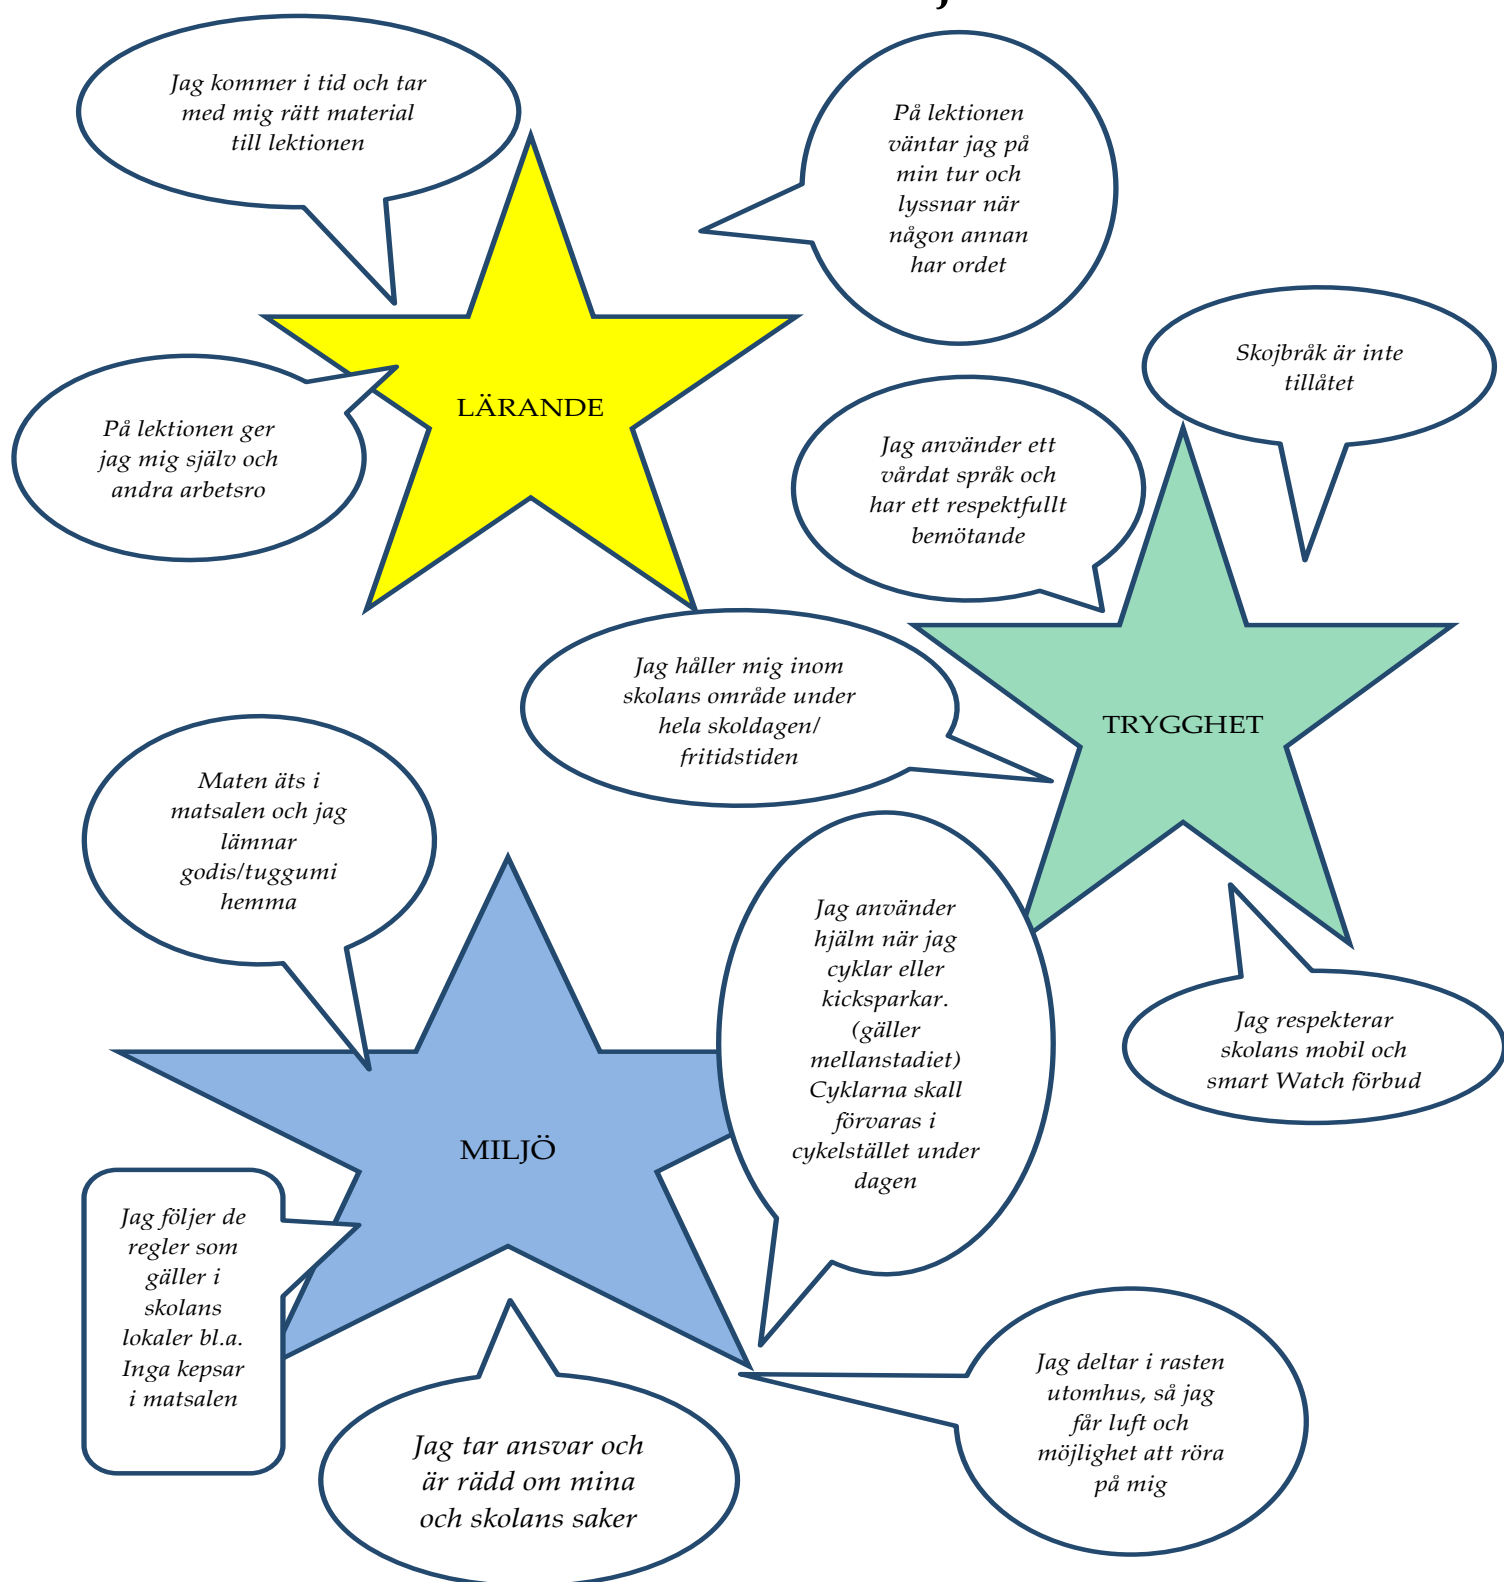 Jag kommer i tid och tar
med mig rätt material
till lektionen
På lektionen
väntar jag på
min tur och
lyssnar när
någon annan
har ordet
LÄRANDE
På lektionen ger
jag mig själv och
andra arbetsro
Skojbråk är inte
tillåtet
Jag använder ett
vårdat språk och
har ett respektfullt
bemötande
Jag håller mig inom
skolans område under
hela skoldagen/
fritidstiden
TRYGGHET
Maten äts i
matsalen och jag
lämnar
godis/tuggumi
hemma
Jag använder
hjälm när jag
cyklar eller
kicksparkar.
(gäller
mellanstadiet)
Cyklarna skall
förvaras i
cykelstället under
dagen
Jag respekterar
skolans mobil och
smart Watch förbud
MILJÖ
Jag följer de
regler som
gäller i
skolans
lokaler bl.a.
Inga kepsar
i matsalen
Jag tar ansvar och
är rädd om mina
och skolans saker
Jag deltar i rasten
utomhus, så jag
får luft och
möjlighet att röra
på mig